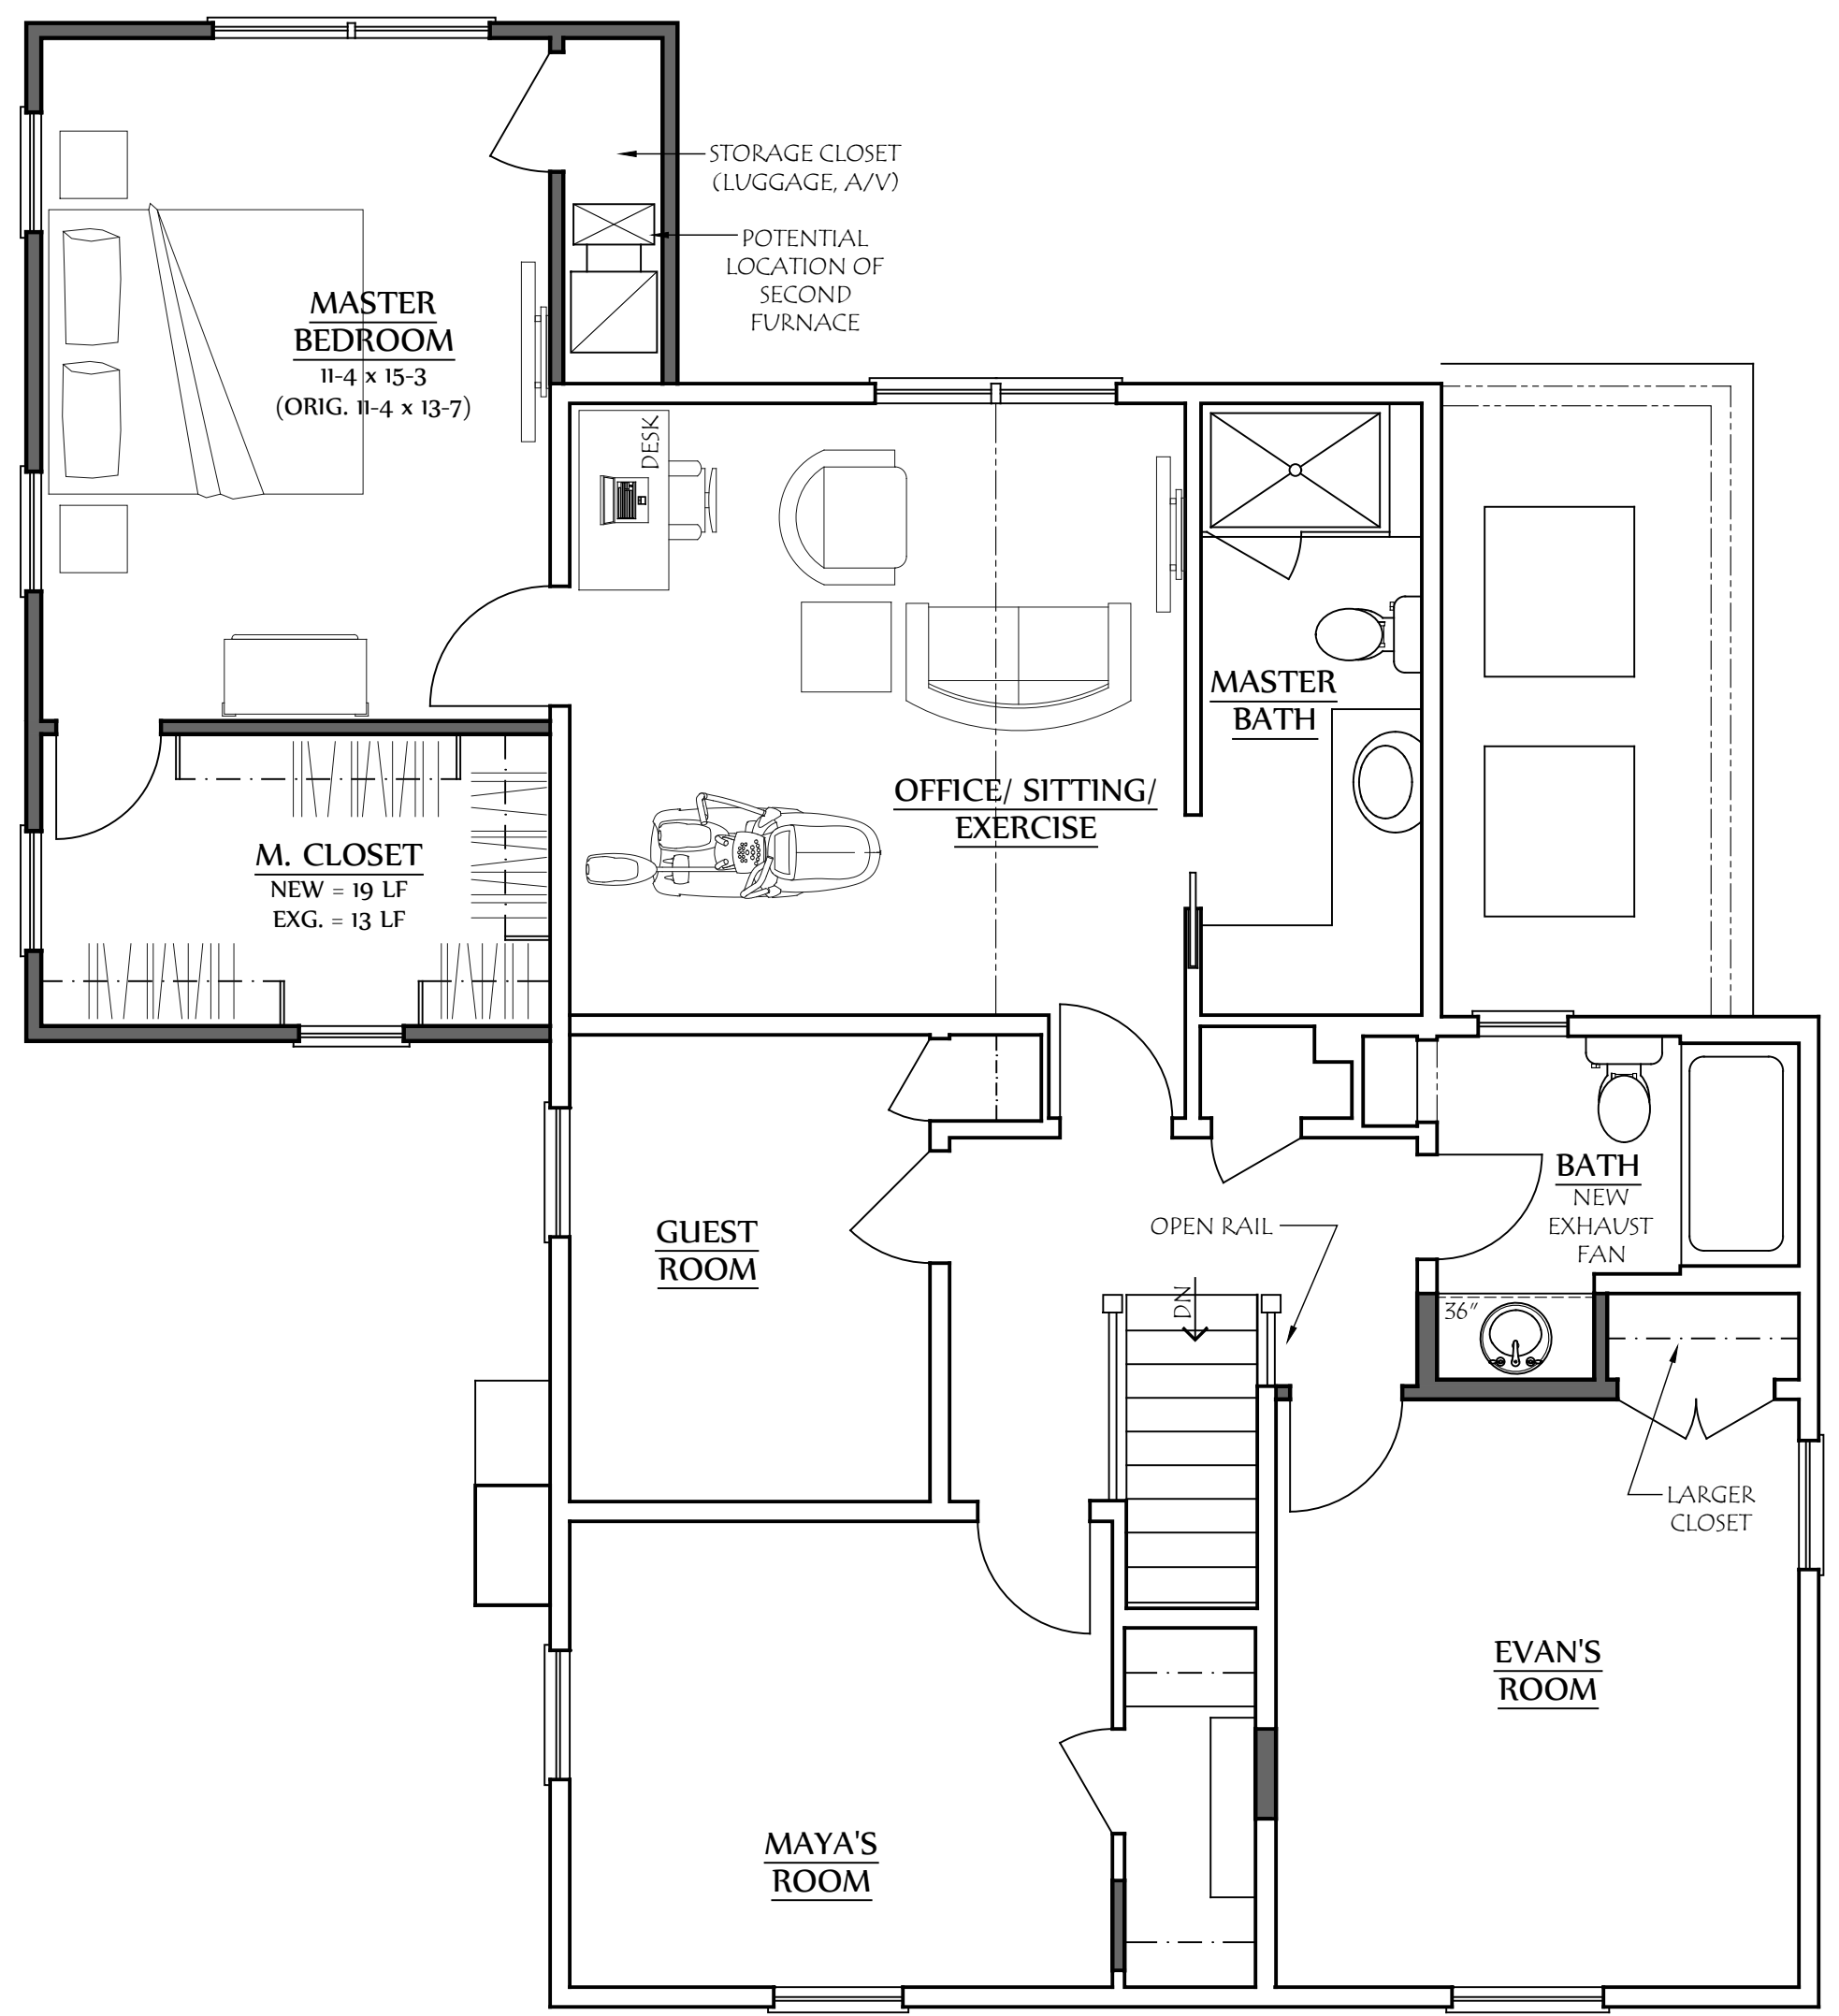 STORAGE CLOSET
(LUGGAGE, A/V)
POTENTIAL
LOCATION OF
SECOND
FURNACE
MASTER
BEDROOM
11-4 x 15-3
(ORIG. 11-4 x 13-7)
DESK
MASTER
BATH
OFFICE/ SITTING/
EXERCISE
M. CLOSET
NEW = 19 LF
EXG. = 13 LF
BATH
NEW
EXHAUST
FAN
OPEN RAIL
GUEST
ROOM
DN
36"
LARGER
CLOSET
EVAN'S
ROOM
MAYA'S
ROOM